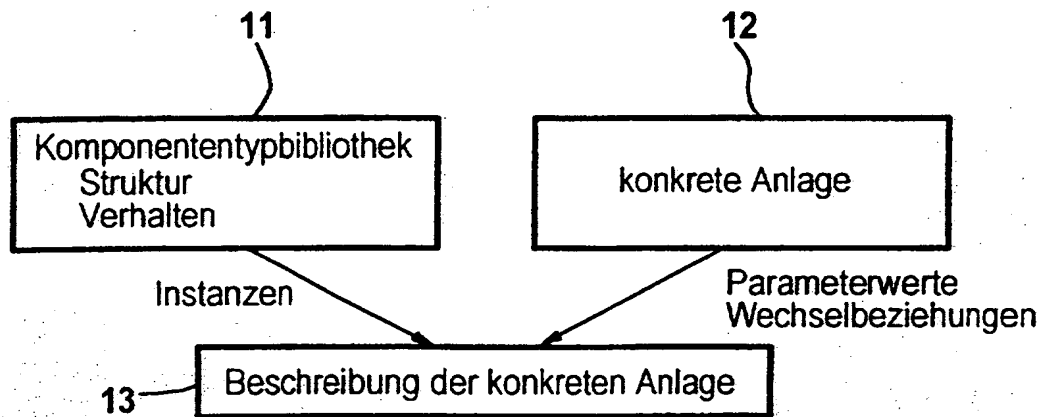 11
12
Komponententypbibliothek
Struktur
Verhalten
konkrete Anlage
Instanzen
Parameterwerte
Wechselbeziehungen
Beschreibung der konkreten Anlage
13